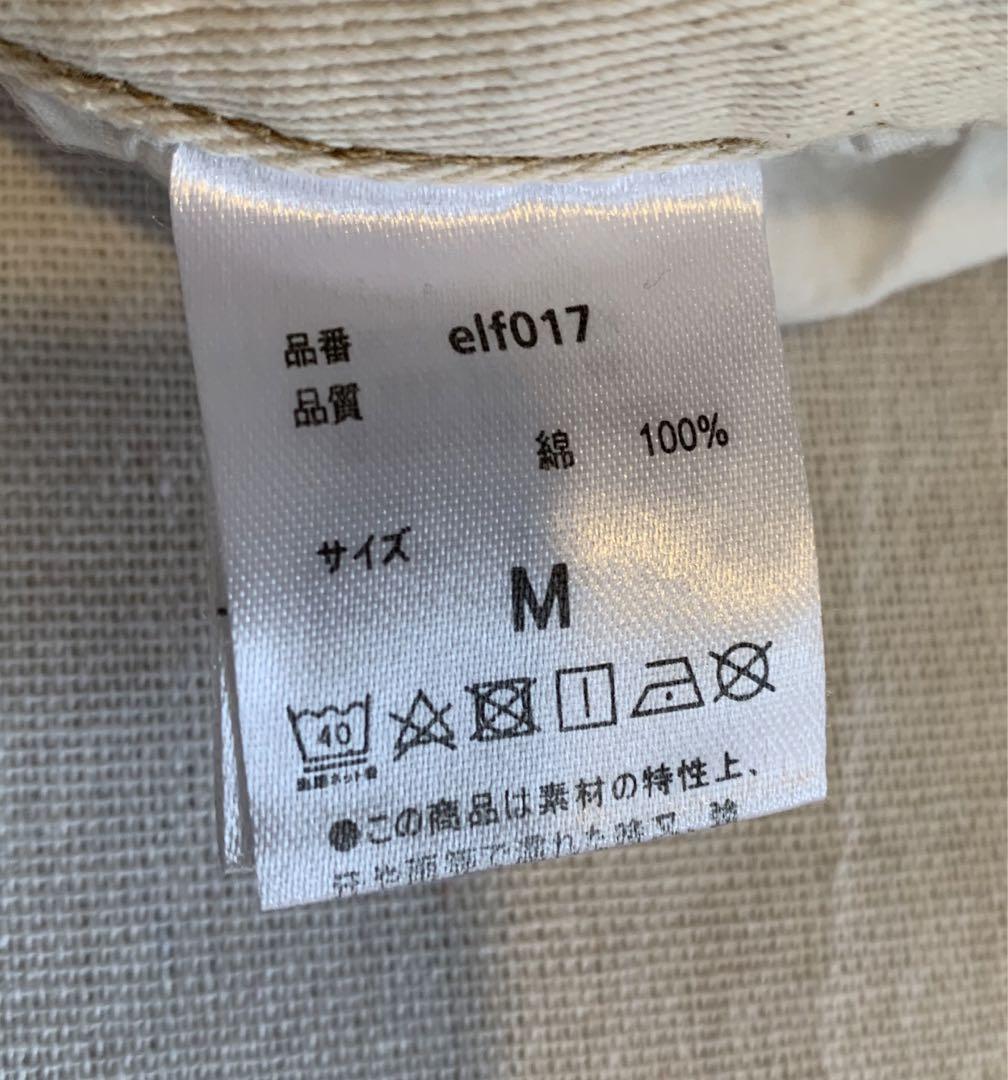 品番 elf017
品質
綿 100%
サイズ
M
40
●この商品は素材の特性上、